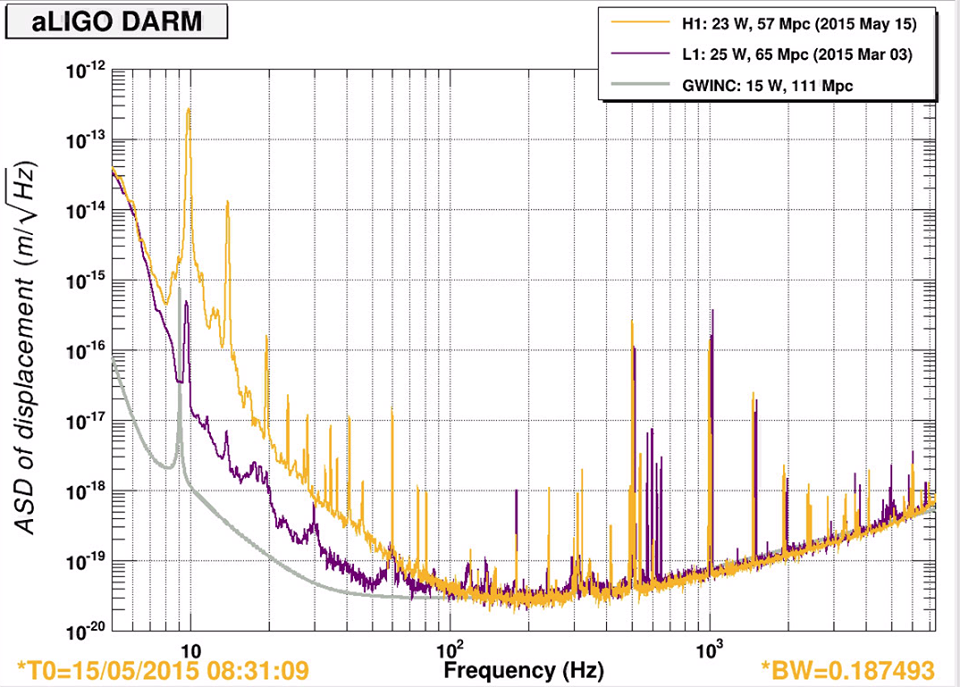 aLIGO DARM
H1: 23 W, 57 Mpc (2015 May 15)
L1: 25 W, 65 Mpc (2015 Mar 03)
GWINC: 15 W, 111 Mpc
ASD of displacement (m/√Hz)
10⁻¹²
10⁻¹³
10⁻¹⁴
10⁻¹⁵
10⁻¹⁶
10⁻¹⁷
10⁻¹⁸
10⁻¹⁹
10⁻²⁰
10 10² 10³
Frequency (Hz)
*T0=15/05/2015 08:31:09
*BW=0.187493